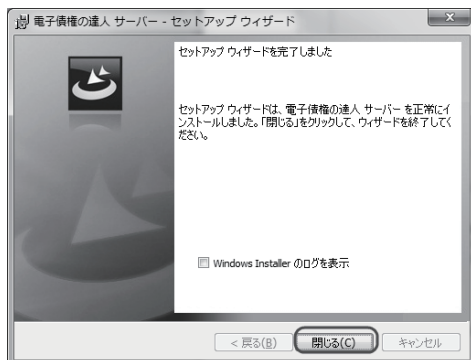 電子債権の達人 サーバー - セットアップ ウィザード
セットアップ ウィザードを完了しました
セットアップ ウィザードは、電子債権の達人 サーバー を正常にイ
ンストールしました。「閉じる」をクリックして、ウィザードを終了してく
ださい。
Windows Installer のログを表示
< 戻る(B) 閉じる(C) キャンセル